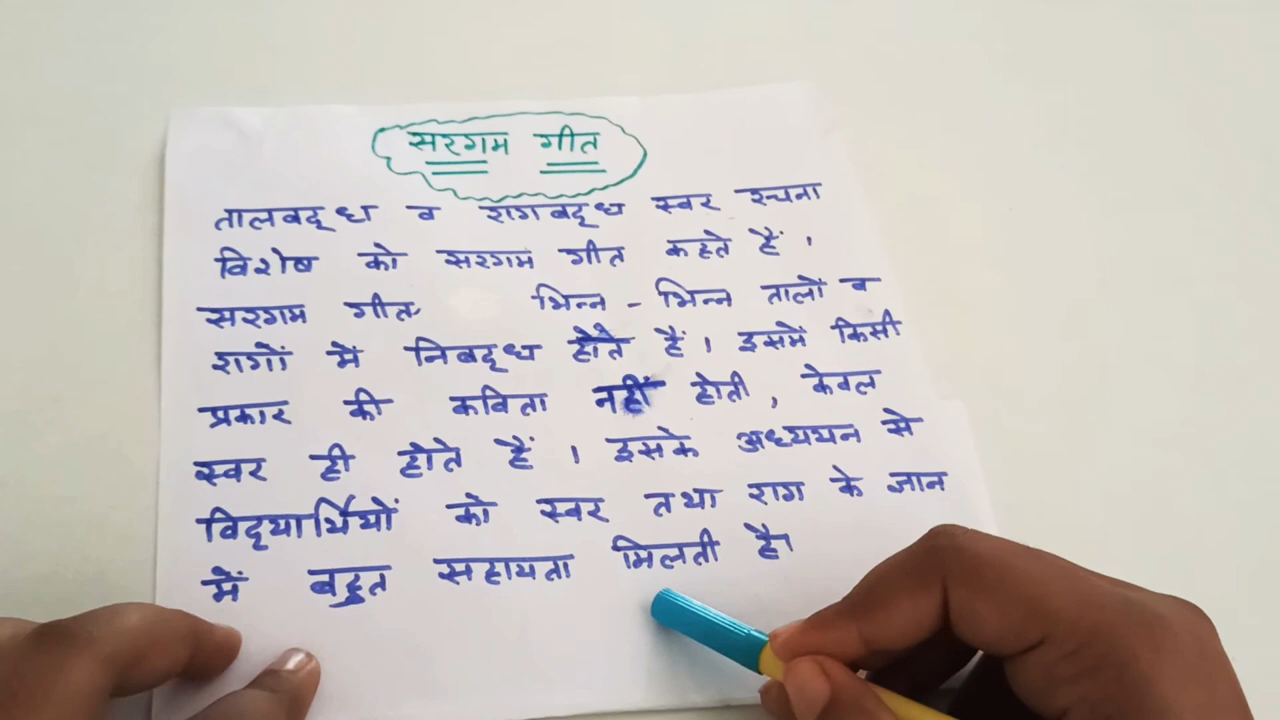 सरगम गीत
तालबद्ध व रागबद्ध स्वर रचना
विशेष को सरगम गीत कहते हैं ।
सरगम गीत भिन्न - भिन्न तालों व
रागों में निबद्ध होते हैं । इसमें किसी
प्रकार की कविता नहीं होती , केवल
स्वर ही होते हैं । इसके अध्ययन से
विद्यार्थियों को स्वर तथा राग के ज्ञान
में बहुत सहायता मिलती है।